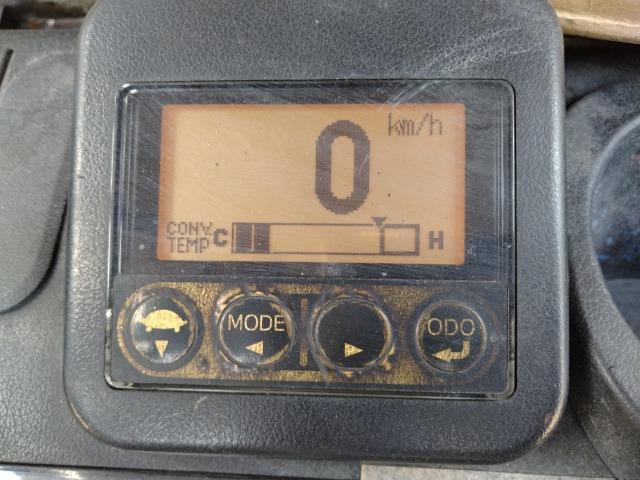 0 km/h
CONV. C H
TEMP
MODE ODO